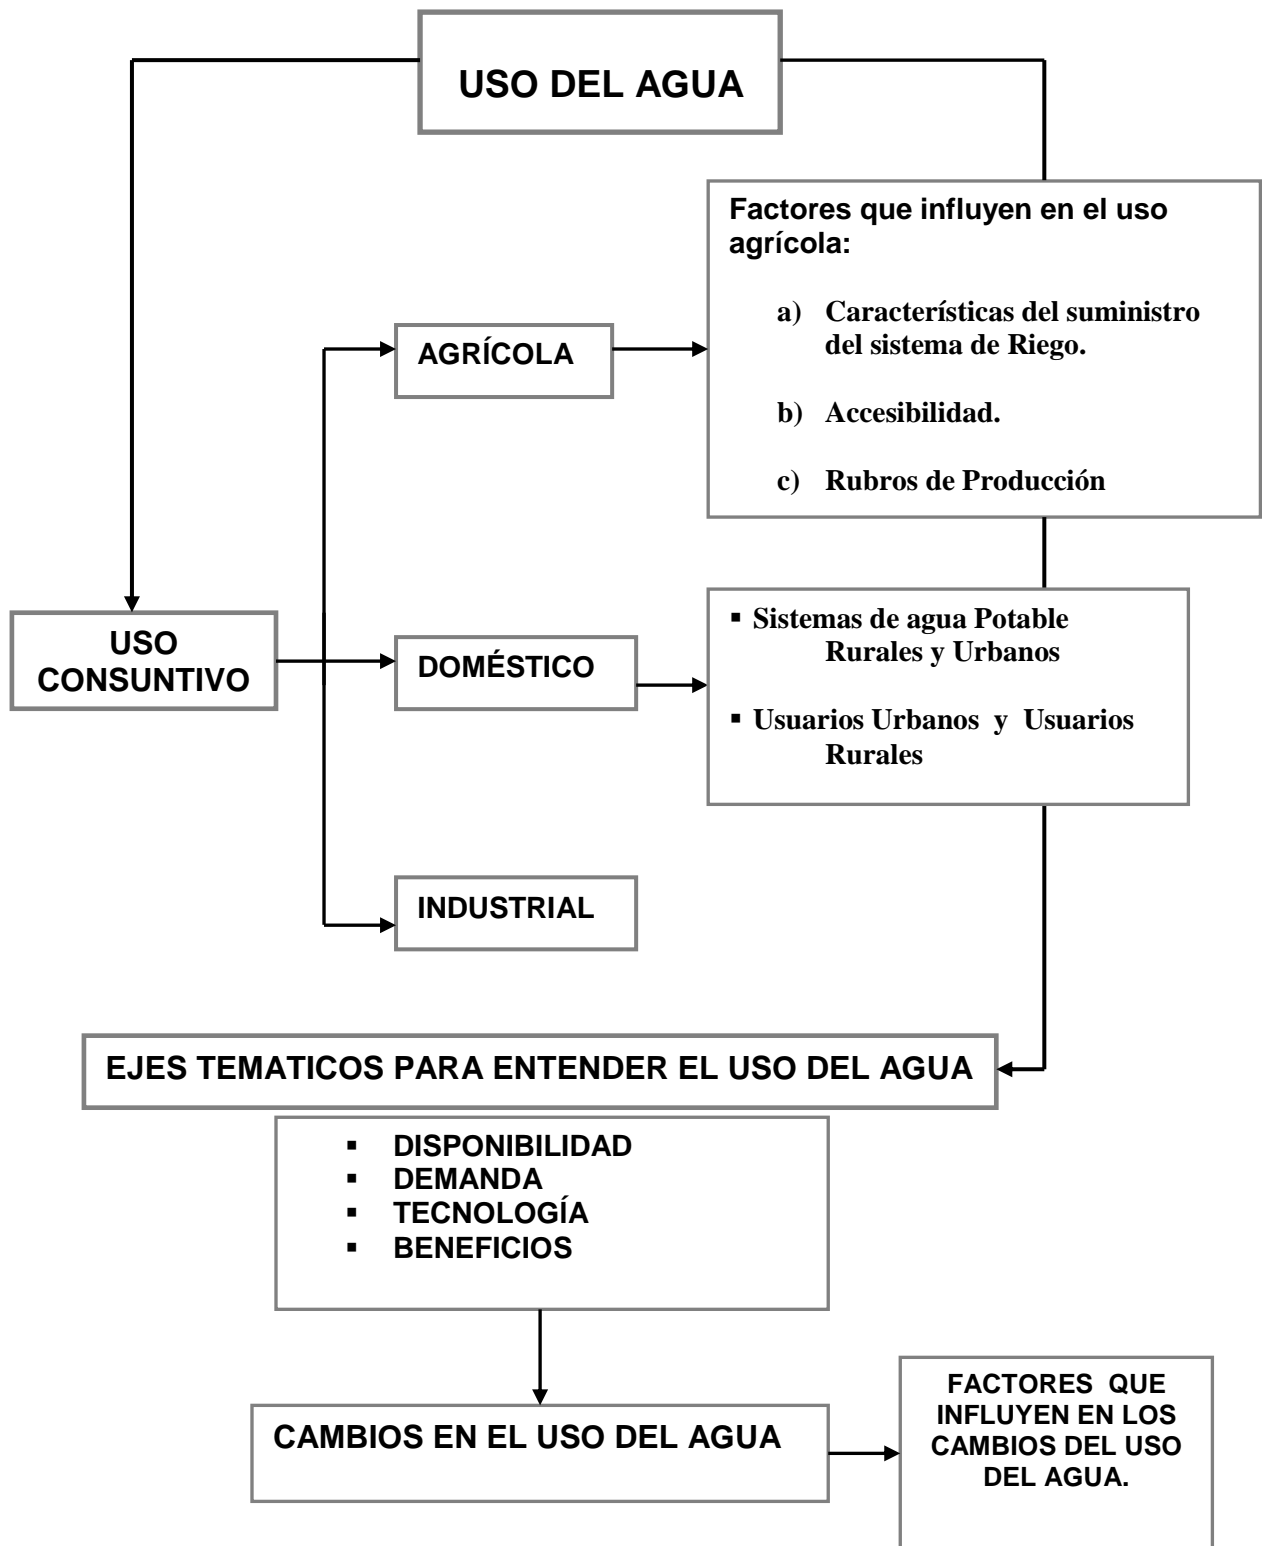 USO DEL AGUA
Factores que influyen en el uso
agrícola:
a) Características del suministro
del sistema de Riego.
b) Accesibilidad.
c) Rubros de Producción
AGRÍCOLA
USO
CONSUNTIVO
DOMÉSTICO
▪ Sistemas de agua Potable
Rurales y Urbanos
▪ Usuarios Urbanos y Usuarios
Rurales
INDUSTRIAL
EJES TEMATICOS PARA ENTENDER EL USO DEL AGUA
▪ DISPONIBILIDAD
▪ DEMANDA
▪ TECNOLOGÍA
▪ BENEFICIOS
CAMBIOS EN EL USO DEL AGUA
FACTORES QUE
INFLUYEN EN LOS
CAMBIOS DEL USO
DEL AGUA.